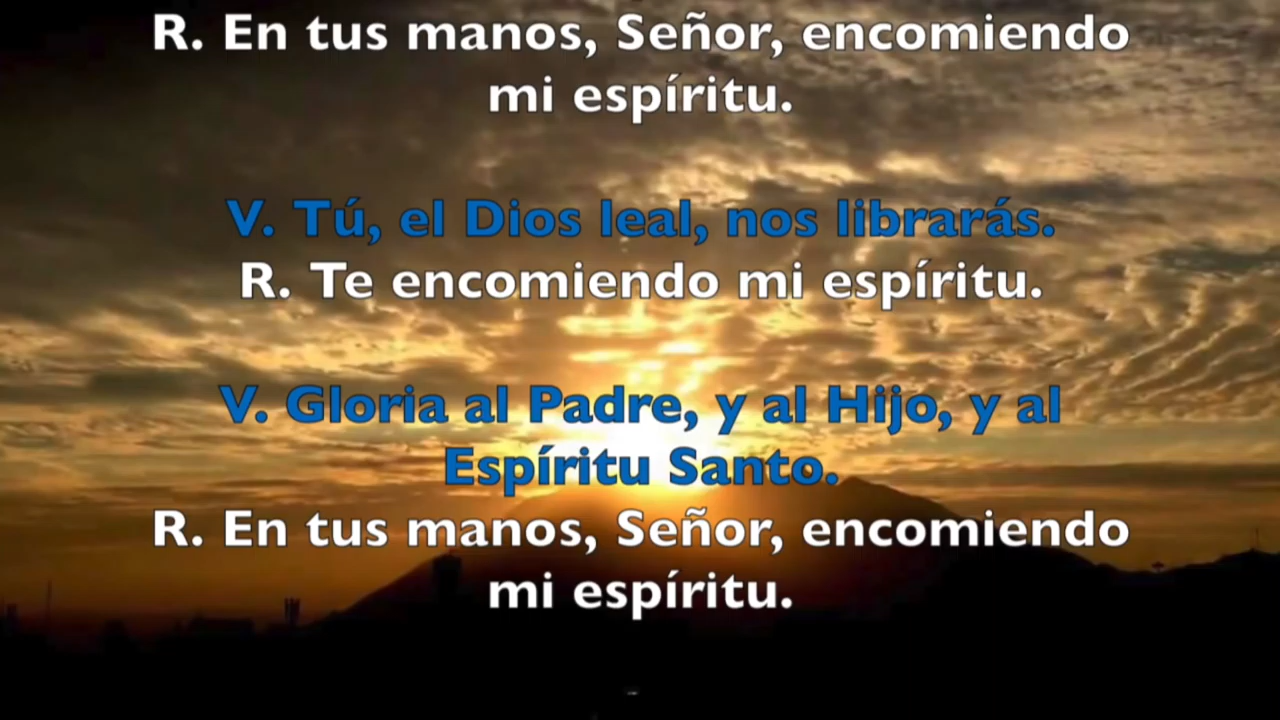 R. En tus manos, Señor, encomiendo
mi espíritu.
V. Tú, el Dios leal, nos librarás.
R. Te encomiendo mi espíritu.
V. Gloria al Padre, y al Hijo, y al
Espíritu Santo.
R. En tus manos, Señor, encomiendo
mi espíritu.